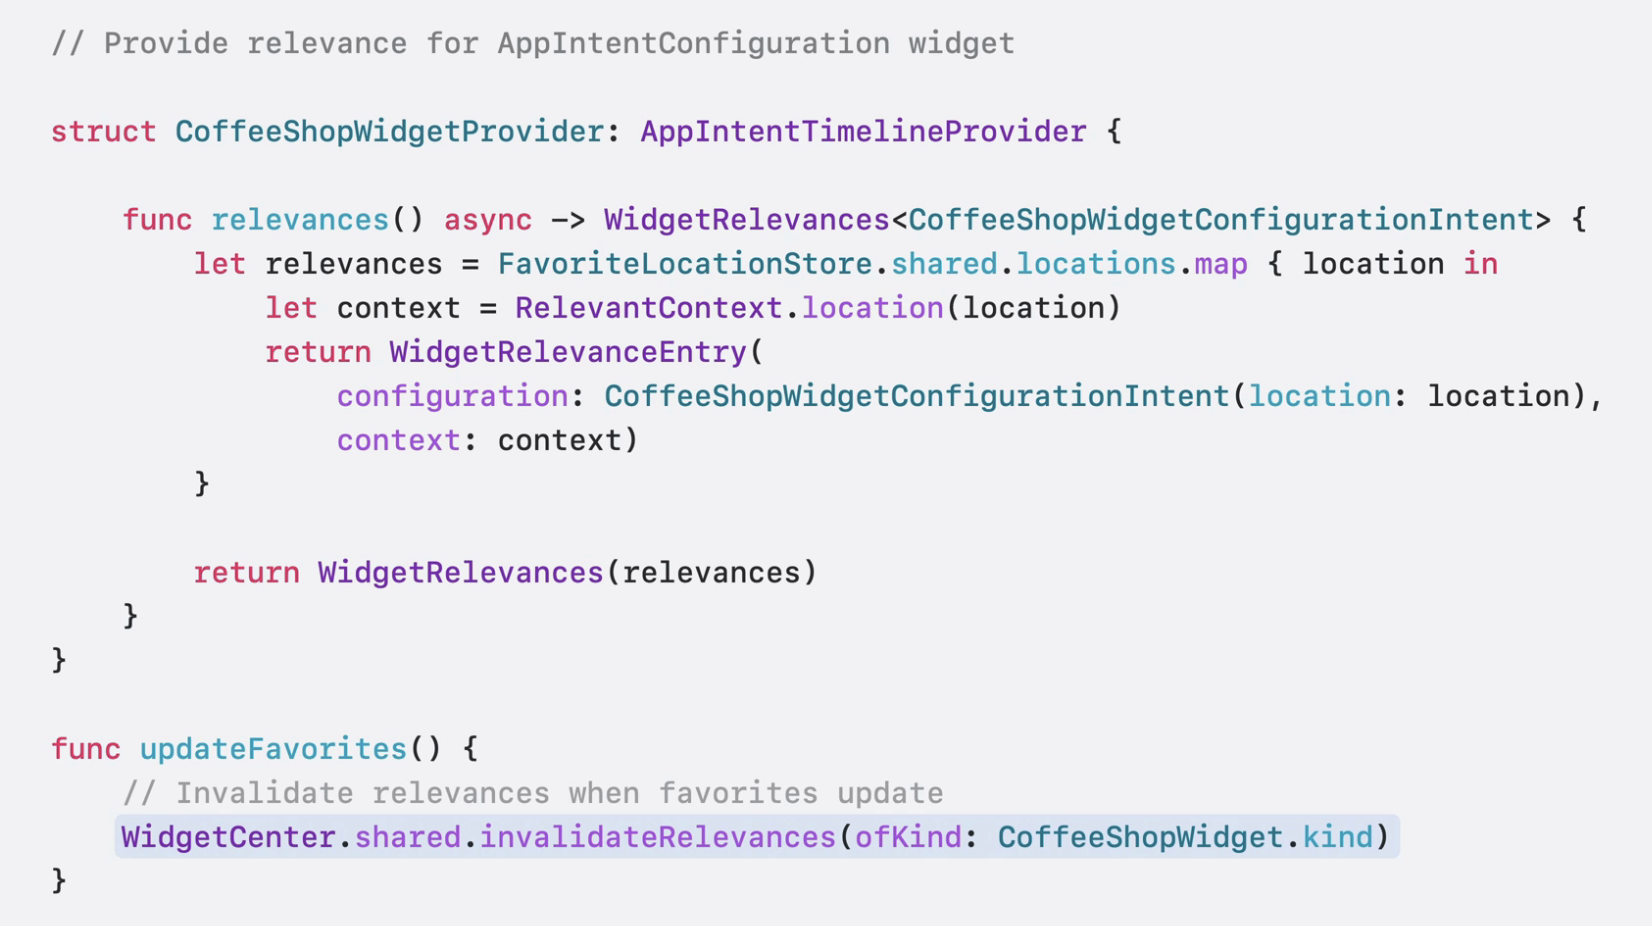 // Provide relevance for AppIntentConfiguration widget
struct CoffeeShopWidgetProvider: AppIntentTimelineProvider {
func relevances() async -> WidgetRelevances<CoffeeShopWidgetConfigurationIntent> {
let relevances = FavoriteLocationStore.shared.locations.map { location in
let context = RelevantContext.location(location)
return WidgetRelevanceEntry(
configuration: CoffeeShopWidgetConfigurationIntent(location: location),
context: context)
}
return WidgetRelevances(relevances)
}
}
func updateFavorites() {
// Invalidate relevances when favorites update
WidgetCenter.shared.invalidateRelevances(ofKind: CoffeeShopWidget.kind)
}